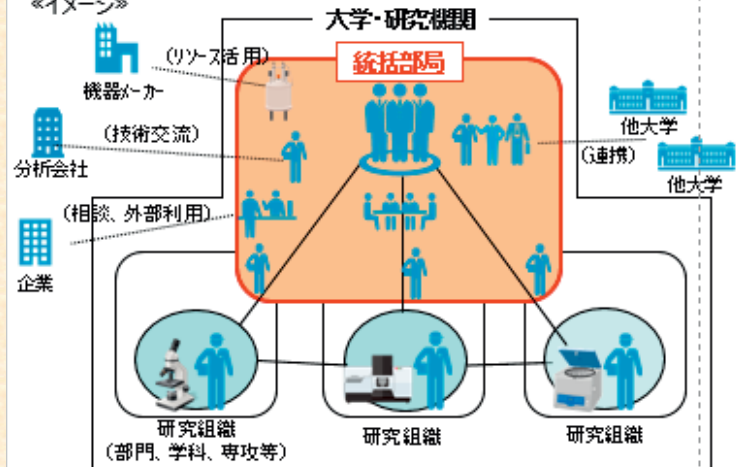 ≪イメージ≫
大学・研究機関
統括部局
(リソース活用)
機器メーカー
(技術交流)
分析会社
(相談、外部利用)
企業
他大学
(連携)
他大学
研究組織
(部門、学科、専攻等)
研究組織
研究組織